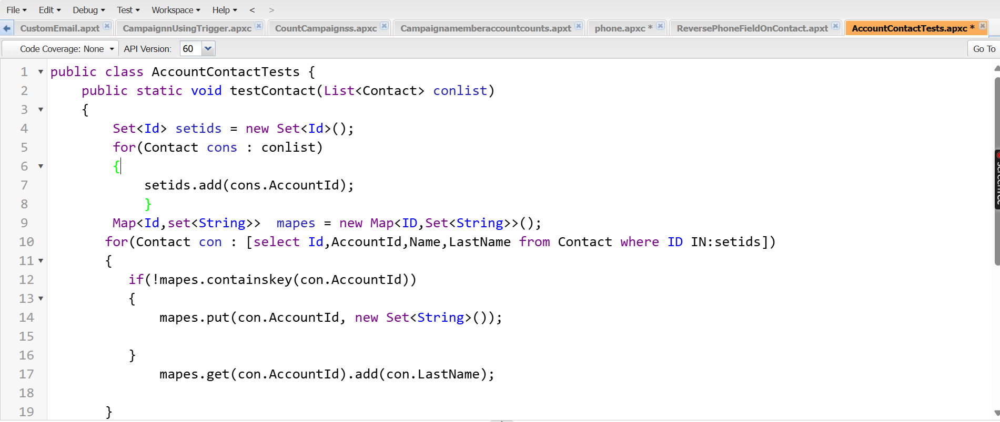 File Edit Debug Test Workspace Help < >
CustomEmail.apxt CampaignnUsingTrigger.apxc CountCampaignss.apxc Campaignamemberaccountcounts.apxt phone.apxc * ReversePhoneFieldOnContact.apxt AccountContactTests.apxc *
Code Coverage: None API Version: 60 Go To
1 public class AccountContactTests {
2 public static void testContact(List<Contact> conlist)
3 {
4 Set<Id> setids = new Set<Id>();
5 for(Contact cons : conlist)
6 {
7 setids.add(cons.AccountId);
8 }
9 Map<Id,set<String>>  mapes = new Map<ID,Set<String>>();
10 for(Contact con : [select Id,AccountId,Name,LastName from Contact where ID IN:setids])
11 {
12 if(!mapes.containskey(con.AccountId))
13 {
14 mapes.put(con.AccountId, new Set<String>());
15
16 }
17 mapes.get(con.AccountId).add(con.LastName);
18
19 }